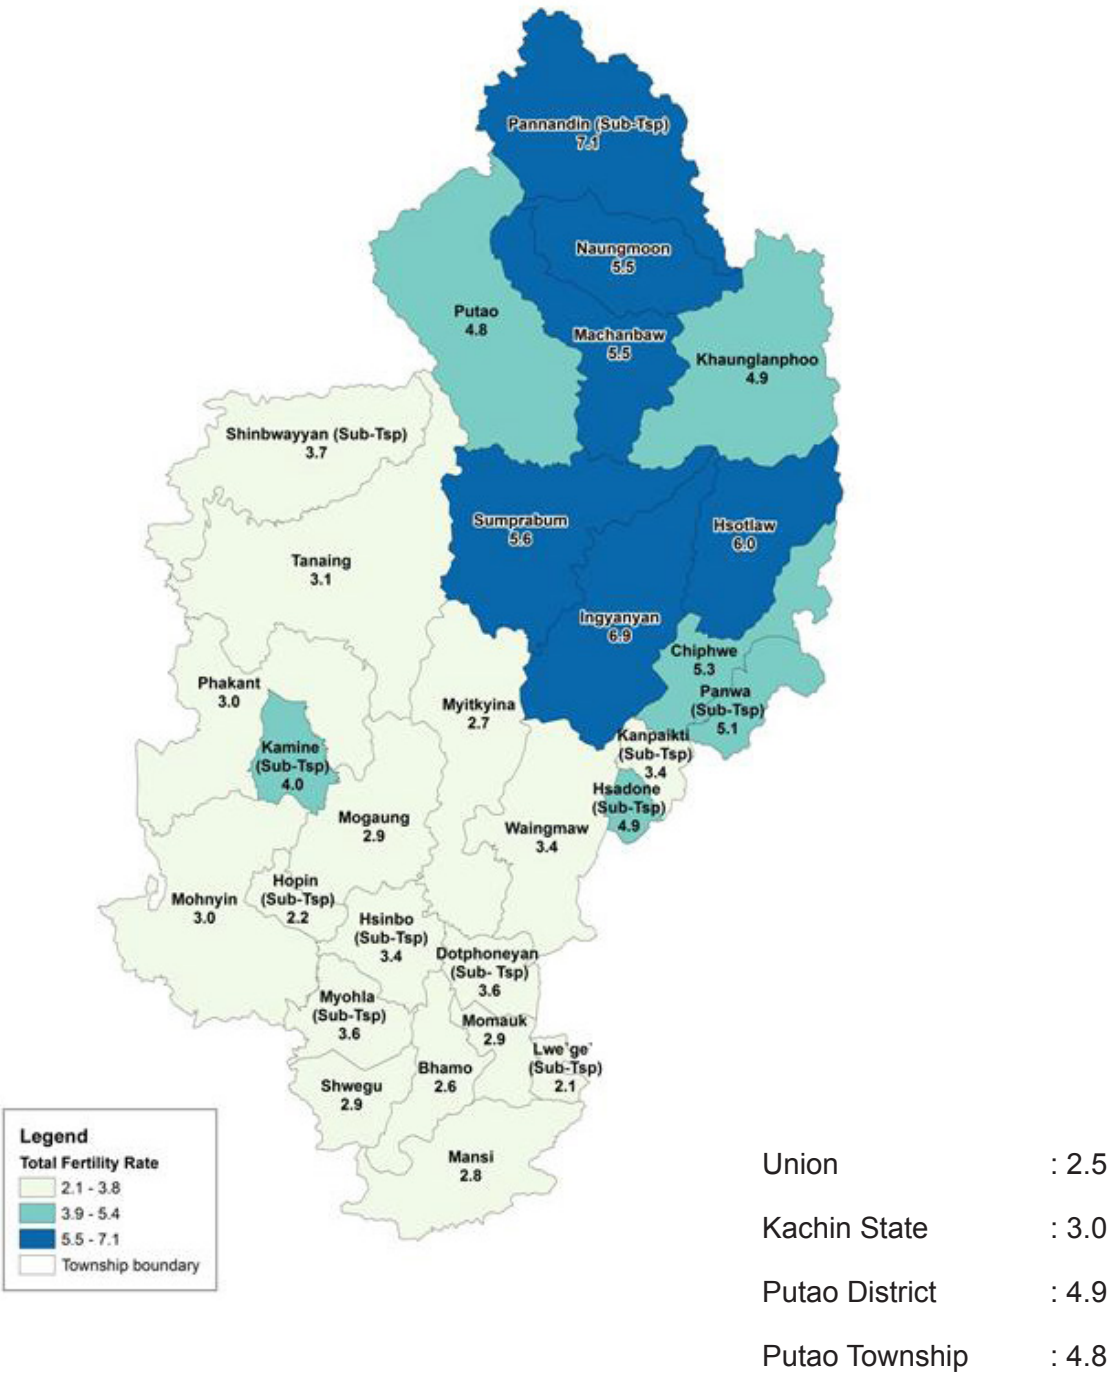 Pannandin (Sub-Tsp)
7.1
Naungmoon
5.5
Putao
4.8
Machanbaw
5.5
Khaunglanphoo
4.9
Shinbwayyan (Sub-Tsp)
3.7
Sumprabum
5.6
Hsotlaw
6.0
Tanaing
3.1
Ingyanyan
6.9
Chiphwe
5.3
Phakant
3.0
Panwa
(Sub-Tsp)
5.1
Myitkyina
2.7
Kanpaikti
(Sub-Tsp)
3.4
Kamine
(Sub-Tsp)
4.0
Hsadone
(Sub-Tsp)
4.9
Mogaung
2.9
Waingmaw
3.4
Hopin
(Sub-Tsp)
2.2
Mohnyin
3.0
Hsinbo
(Sub-Tsp)
3.4
Dotphoneyan
(Sub- Tsp)
3.6
Myohla
(Sub-Tsp)
3.6
Momauk
2.9
Lwe`ge`
(Sub-Tsp)
2.1
Bhamo
2.6
Shwegu
2.9
Mansi
2.8
Legend
Total Fertility Rate
2.1 - 3.8
3.9 - 5.4
5.5 - 7.1
Township boundary
Union : 2.5
Kachin State : 3.0
Putao District : 4.9
Putao Township : 4.8